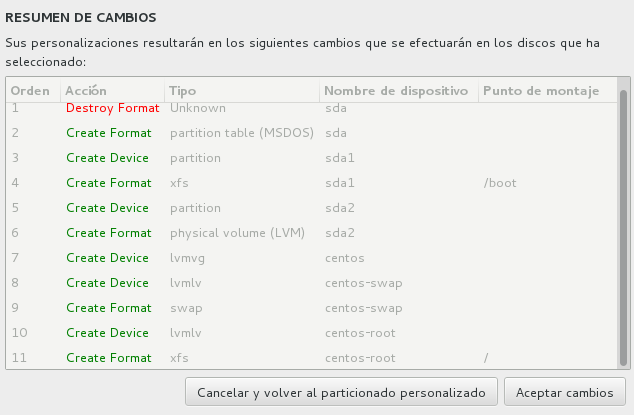 RESUMEN DE CAMBIOS
Sus personalizaciones resultarán en los siguientes cambios que se efectuarán en los discos que ha
seleccionado:
Orden Acción Tipo Nombre de dispositivo Punto de montaje
1 Destroy Format Unknown sda
2 Create Format partition table (MSDOS) sda
3 Create Device partition sda1
4 Create Format xfs sda1 /boot
5 Create Device partition sda2
6 Create Format physical volume (LVM) sda2
7 Create Device lvmvg centos
8 Create Device lvmlv centos-swap
9 Create Format swap centos-swap
10 Create Device lvmlv centos-root
11 Create Format xfs centos-root /
Cancelar y volver al particionado personalizado Aceptar cambios